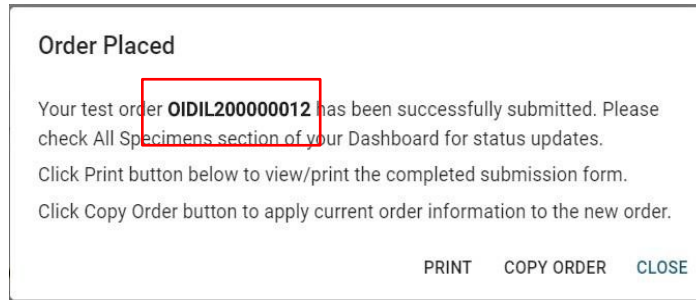 Order Placed
Your test order OIDIL200000012 has been successfully submitted. Please
check All Specimens section of your Dashboard for status updates.
Click Print button below to view/print the completed submission form.
Click Copy Order button to apply current order information to the new order.
PRINT COPY ORDER CLOSE